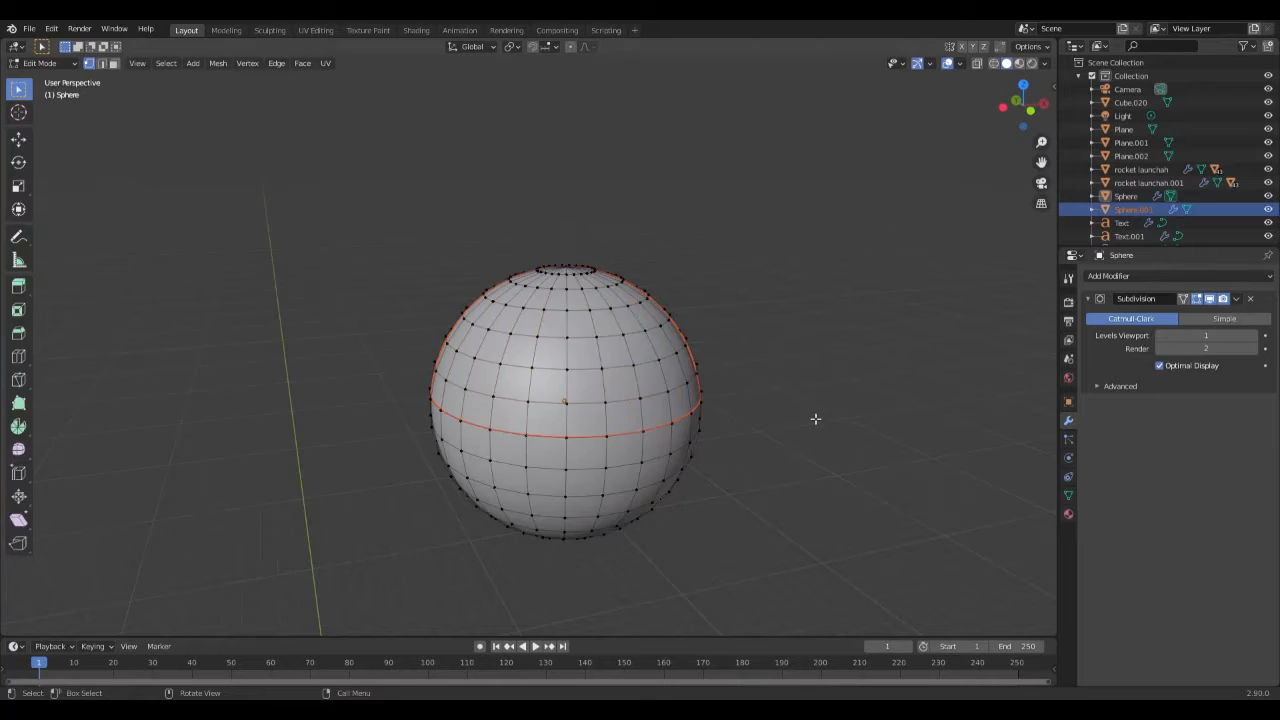 File Edit Render Window Help Layout Modeling Sculpting UV Editing Texture Paint Shading Animation Rendering Compositing Scripting + Scene View Layer
Global X Y Z Options
Edit Mode View Select Add Mesh Vertex Edge Face UV
User Perspective
(1) Sphere
Z
Scene Collection
Collection
Camera
Cube.020
Light
Plane
Plane.001
Plane.002
rocket launchah
rocket launchah.001
Sphere
Sphere.001
Text
Text.001
Sphere
Add Modifier
Subdivision
Catmull-Clark Simple
Levels Viewport 1
Render 2
Optimal Display
Advanced
Playback Keying View Marker 1 Start 1 End 250
1 10 20 30 40 50 60 70 80 90 100 110 120 130 140 150 160 170 180 190 200 210 220 230 240 250
Select Box Select Rotate View Call Menu 2.90.0